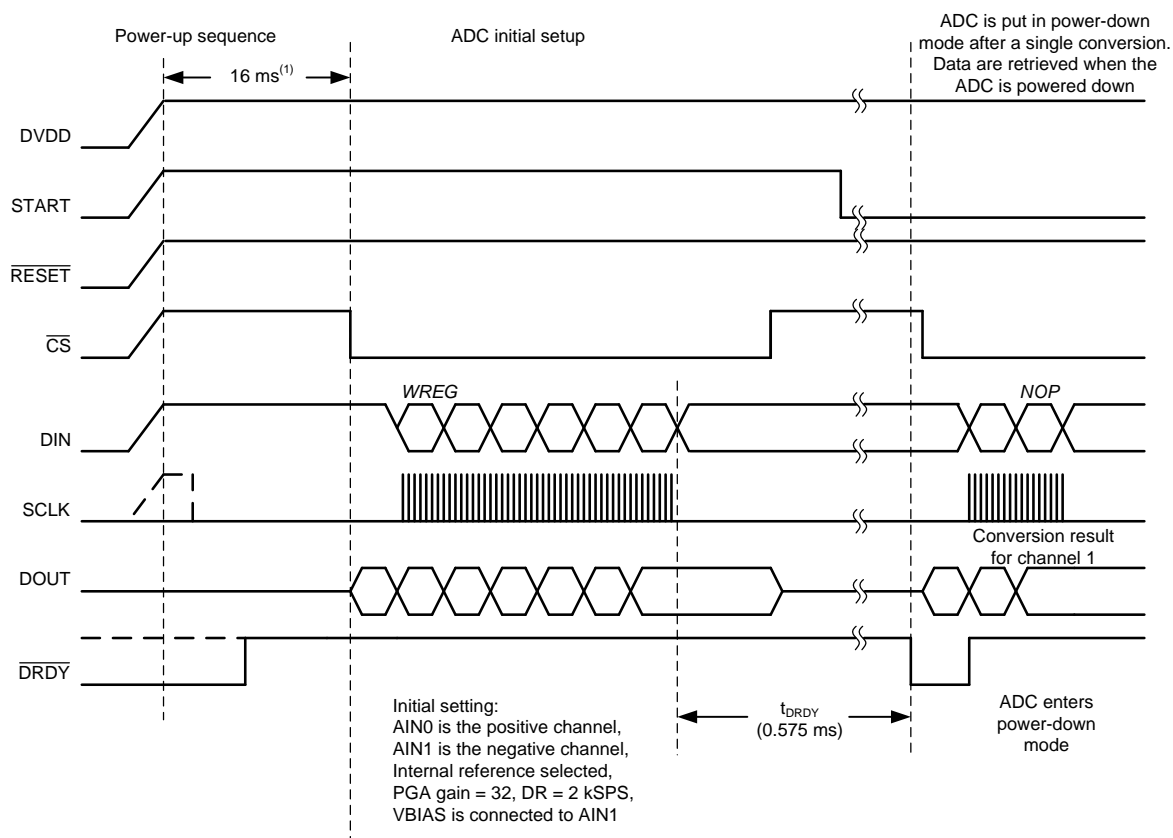 Power-up sequence
ADC initial setup
ADC is put in power-down
mode after a single conversion.
Data are retrieved when the
ADC is powered down
16 ms(1)
DVDD
START
RESET
CS
WREG
NOP
DIN
SCLK
Conversion result
for channel 1
DOUT
DRDY
Initial setting:
AIN0 is the positive channel,
AIN1 is the negative channel,
Internal reference selected,
PGA gain = 32, DR = 2 kSPS,
VBIAS is connected to AIN1
tDRDY
(0.575 ms)
ADC enters
power-down
mode